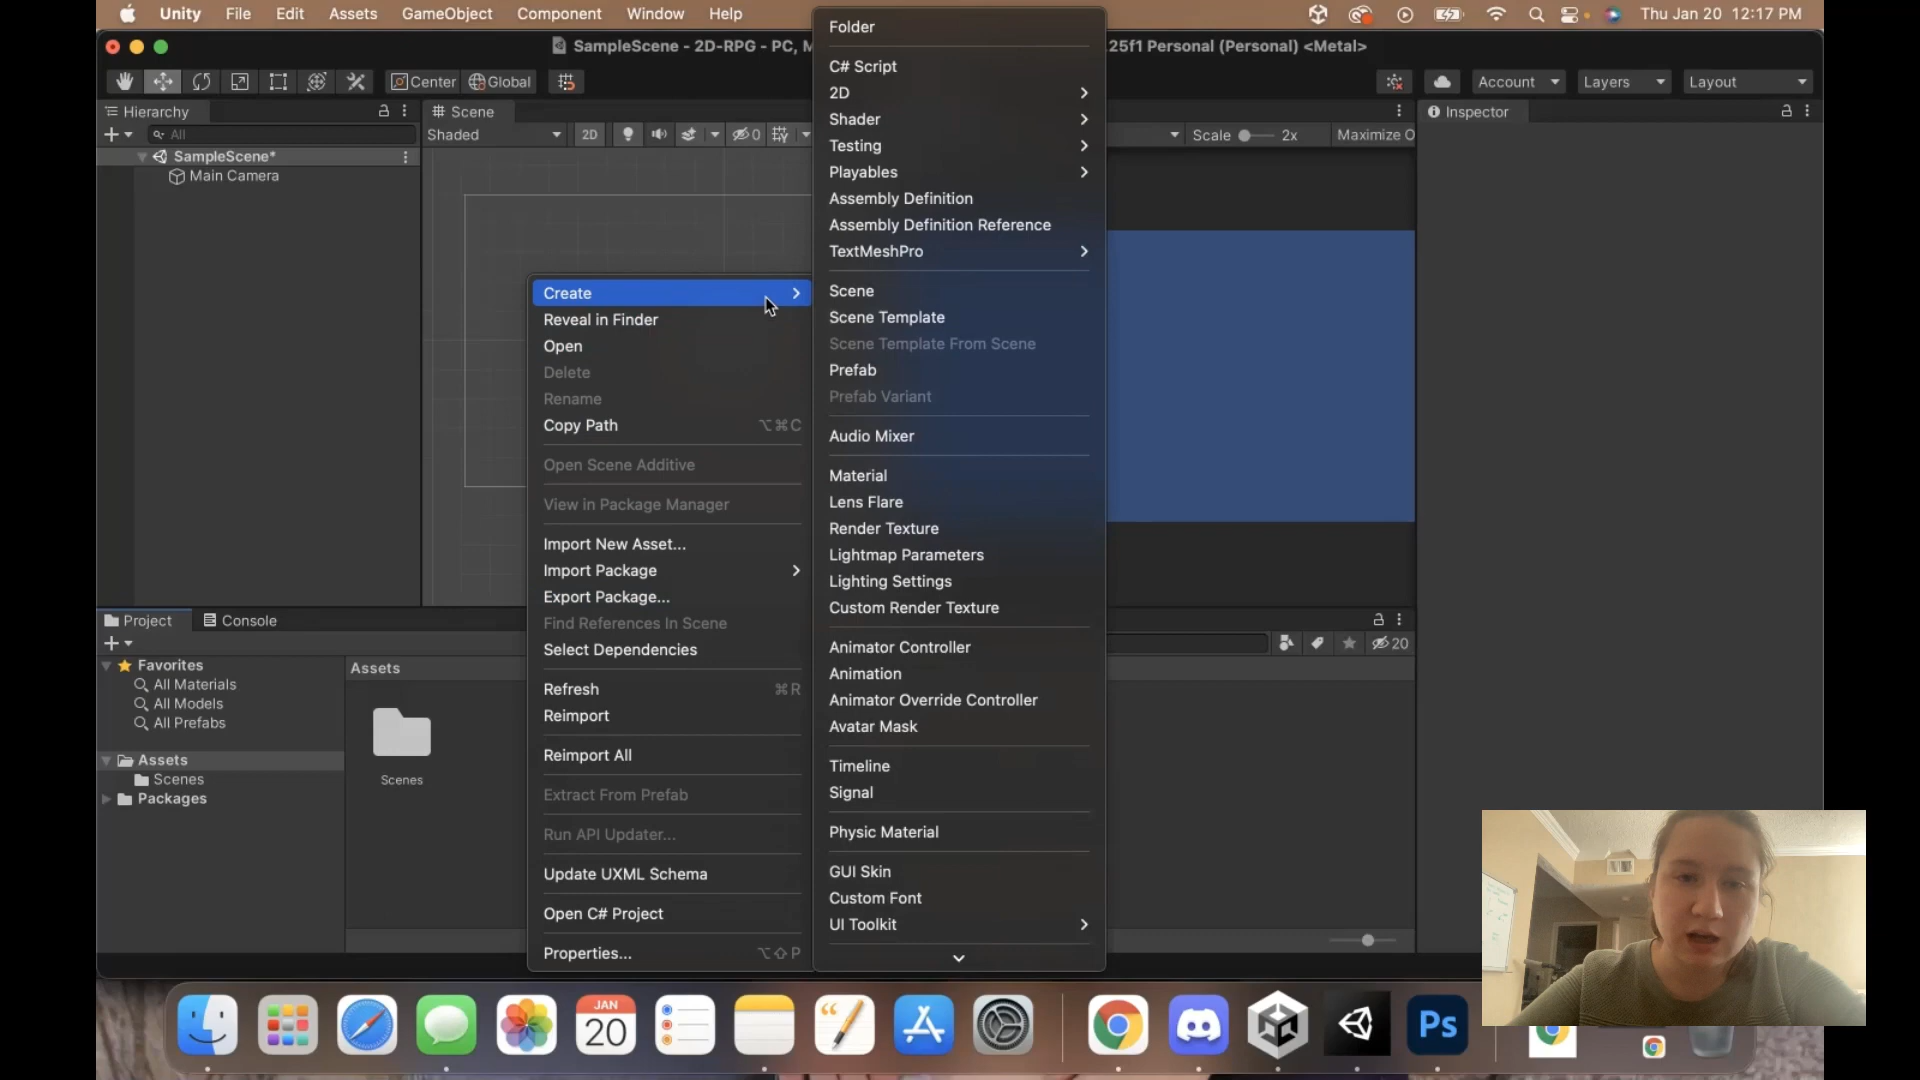 Unity File Edit Assets GameObject Component Window Help Thu Jan 20 12:17 PM
SampleScene - 2D-RPG - PC, M .25f1 Personal (Personal) <Metal>
Center Global Account Layers Layout
Hierarchy
All
SampleScene*
Main Camera
Scene
Shaded 2D 0 Scale 2x Maximize O
Inspector
Create
Reveal in Finder
Open
Delete
Rename
Copy Path ⌥⌘C
Open Scene Additive
View in Package Manager
Import New Asset...
Import Package
Export Package...
Find References In Scene
Select Dependencies
Refresh ⌘R
Reimport
Reimport All
Extract From Prefab
Run API Updater...
Update UXML Schema
Open C# Project
Properties... ⌥⇧P
Folder
C# Script
2D
Shader
Testing
Playables
Assembly Definition
Assembly Definition Reference
TextMeshPro
Scene
Scene Template
Scene Template From Scene
Prefab
Prefab Variant
Audio Mixer
Material
Lens Flare
Render Texture
Lightmap Parameters
Lighting Settings
Custom Render Texture
Animator Controller
Animation
Animator Override Controller
Avatar Mask
Timeline
Signal
Physic Material
GUI Skin
Custom Font
UI Toolkit
Project Console
20
Favorites
All Materials
All Models
All Prefabs
Assets
Scenes
Packages
Assets
Scenes
JAN
20
Ps